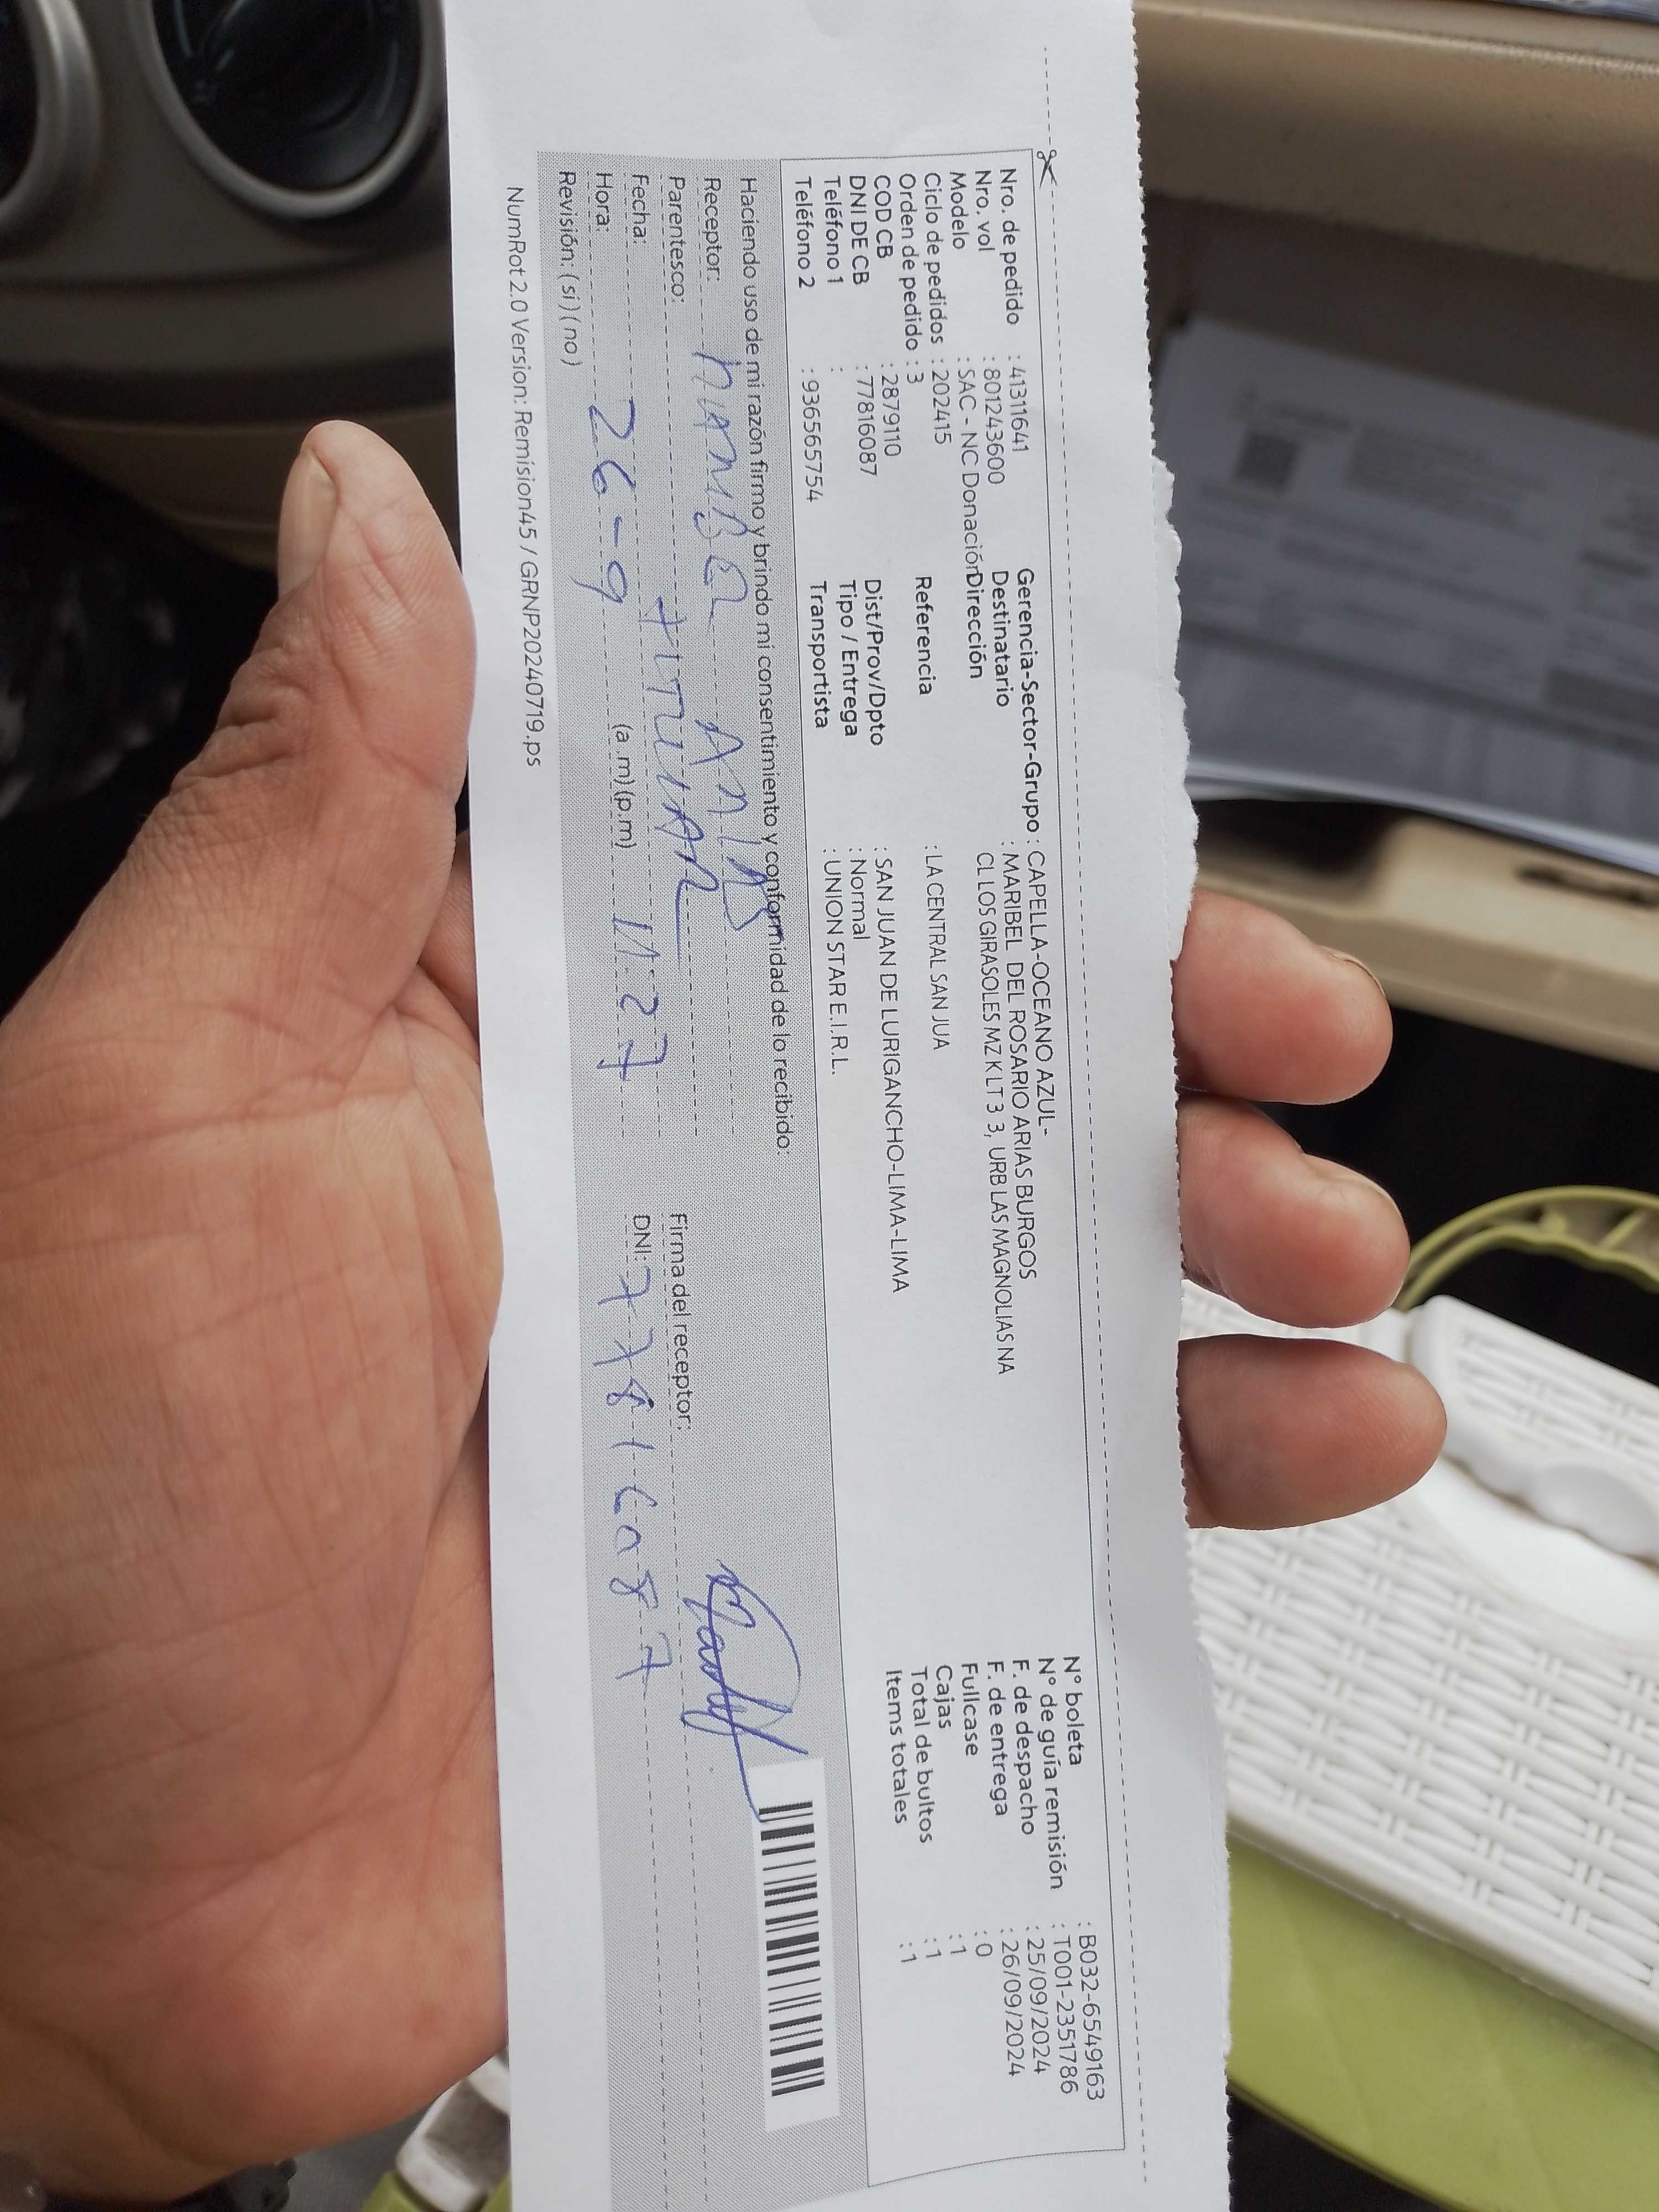 Nro. de pedido : 41311641
Nro. vol : 801243600
Modelo : SAC - NC Donación
Ciclo de pedidos : 202415
Orden de pedido : 3
COD CB : 2879110
DNI DE CB : 77816087
Teléfono 1 :
Teléfono 2 : 936565754
Gerencia-Sector-Grupo : CAPELLA-OCEANO AZUL-
Destinatario : MARIBEL DEL ROSARIO ARIAS BURGOS
Dirección CL LOS GIRASOLES MZ K LT 3 3, URB LAS MAGNOLIAS NA
Referencia : LA CENTRAL SAN JUA
Dist/Prov/Dpto : SAN JUAN DE LURIGANCHO-LIMA-LIMA
Tipo / Entrega : Normal
Transportista : UNION STAR E.I.R.L.
N° boleta : B032-6549163
N° de guía remisión : T001-2351786
F. de despacho : 25/09/2024
F. de entrega : 26/09/2024
Fullcase : 0
Cajas : 1
Total de bultos : 1
Items totales : 1
Haciendo uso de mi razón firmo y brindo mi consentimiento y conformidad de lo recibido:
Receptor:
Parentesco: TITULAR
Fecha: 26-9
Hora: (a.m) (p.m) 11:27
Revisión: ( si ) ( no )
Firma del receptor:
DNI: 77816087
NumRot 2.0 Version: Remision45 / GRNP20240719.ps